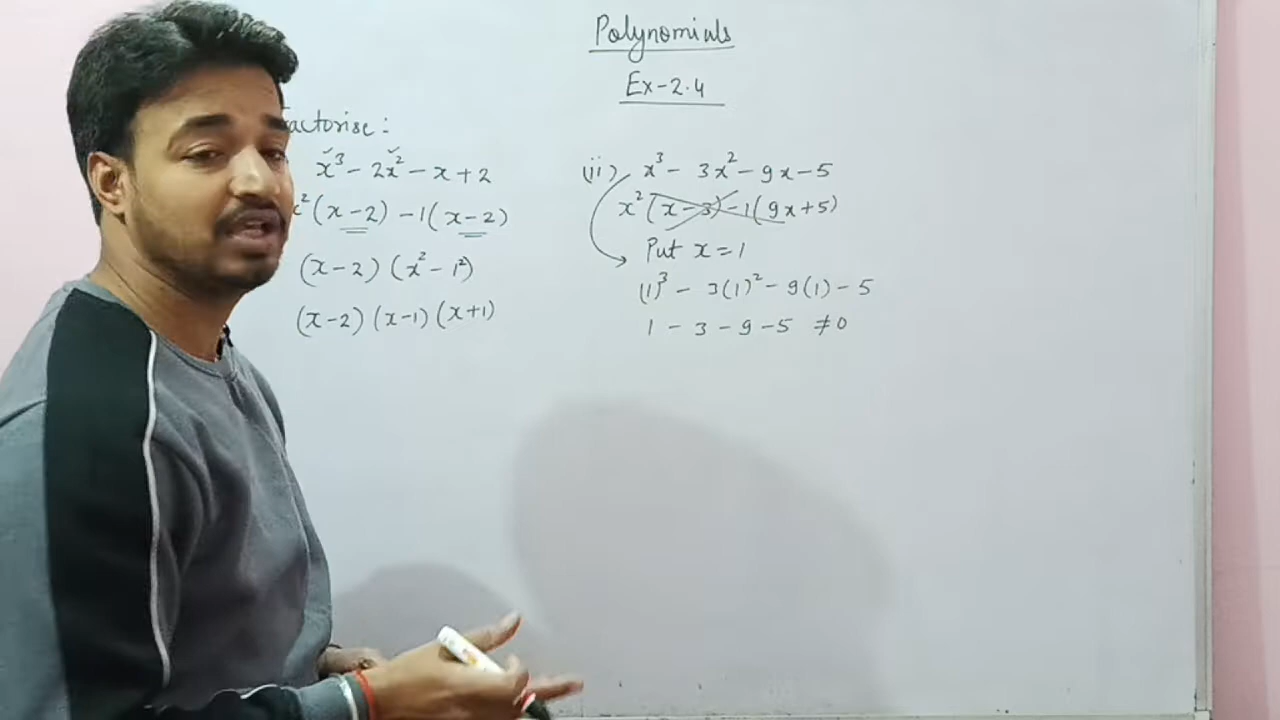 Polynomials
Ex-2.4
Factorise:
x³ - 2x² - x + 2
x²(x-2) -1(x-2)
(x-2) (x² - 1²)
(x-2) (x-1) (x+1)
(ii) x³ - 3x² - 9x - 5
x²(x-3) -1(9x+5)
Put x = 1
(1)³ - 3(1)² - 9(1) - 5
1 - 3 - 9 - 5 ≠ 0